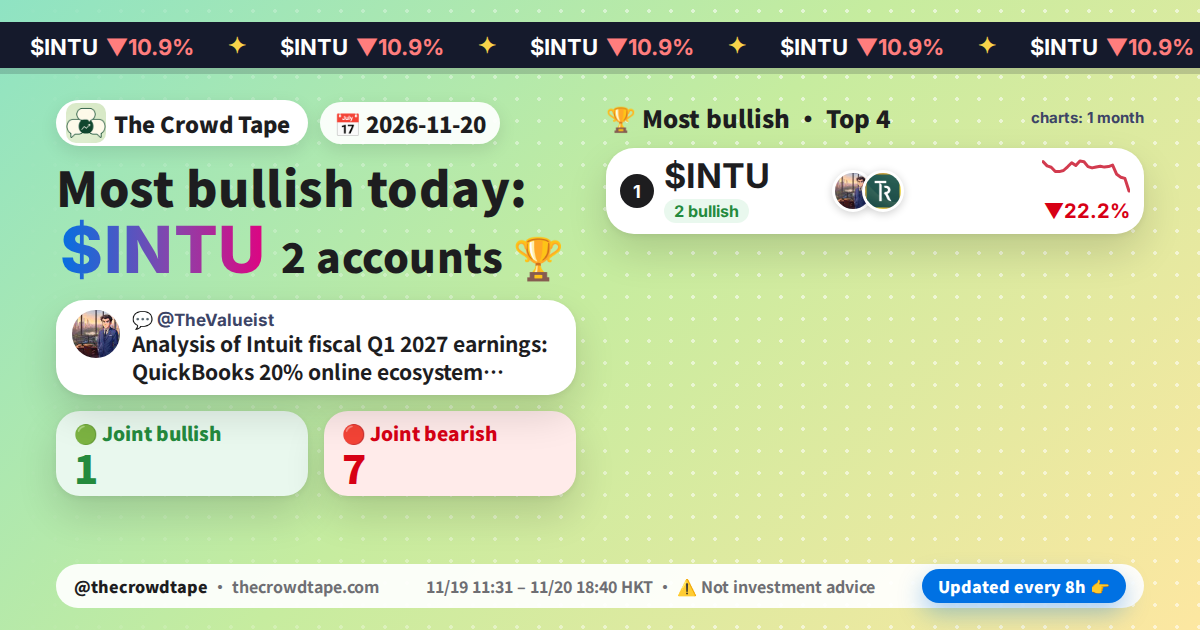 $INTU ▼10.9% ✦ $INTU ▼10.9% ✦ $INTU ▼10.9% ✦ $INTU ▼10.9% ✦ $INTU ▼10.9%
The Crowd Tape
📅 2026-11-20
Most bullish today:
$INTU 2 accounts 🏆
💬 @TheValueist
Analysis of Intuit fiscal Q1 2027 earnings:
QuickBooks 20% online ecosystem…
🟢 Joint bullish
1
🔴 Joint bearish
7
🏆 Most bullish • Top 4
charts: 1 month
1
$INTU
2 bullish
TR
▼22.2%
@thecrowdtape • thecrowdtape.com
11/19 11:31 – 11/20 18:40 HKT • ⚠️ Not investment advice
Updated every 8h 👉